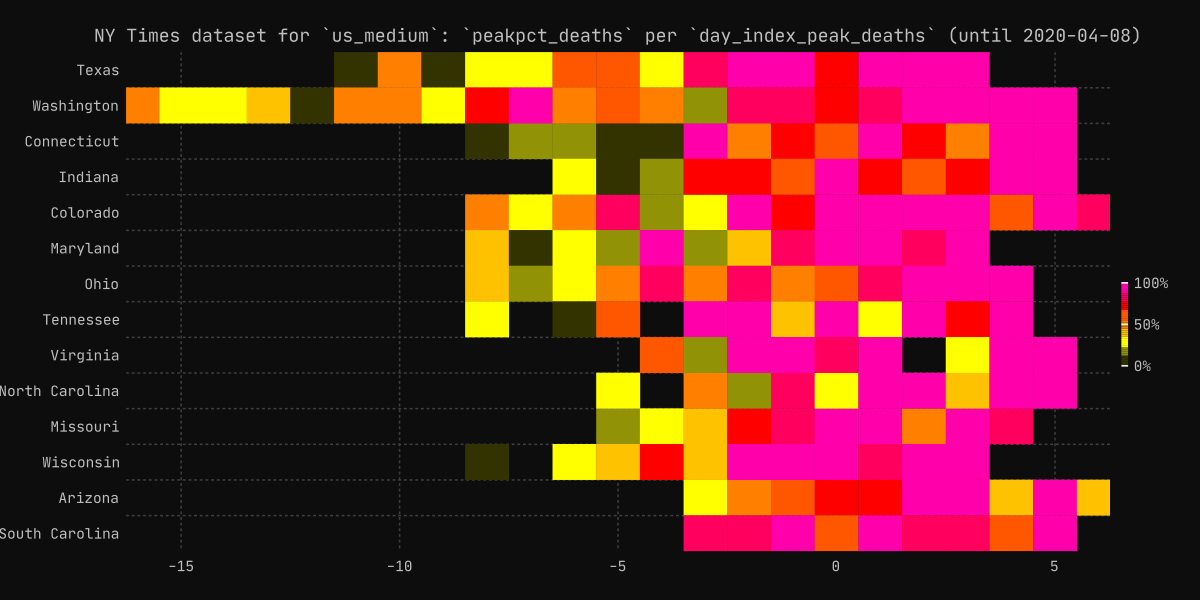 NY Times dataset for `us_medium`: `peakpct_deaths` per `day_index_peak_deaths` (until 2020-04-08)
Texas
Washington
Connecticut
Indiana
Colorado
Maryland
Ohio
100%
Tennessee
50%
Virginia
0%
North Carolina
Missouri
Wisconsin
Arizona
South Carolina
-15 -10 -5 0 5